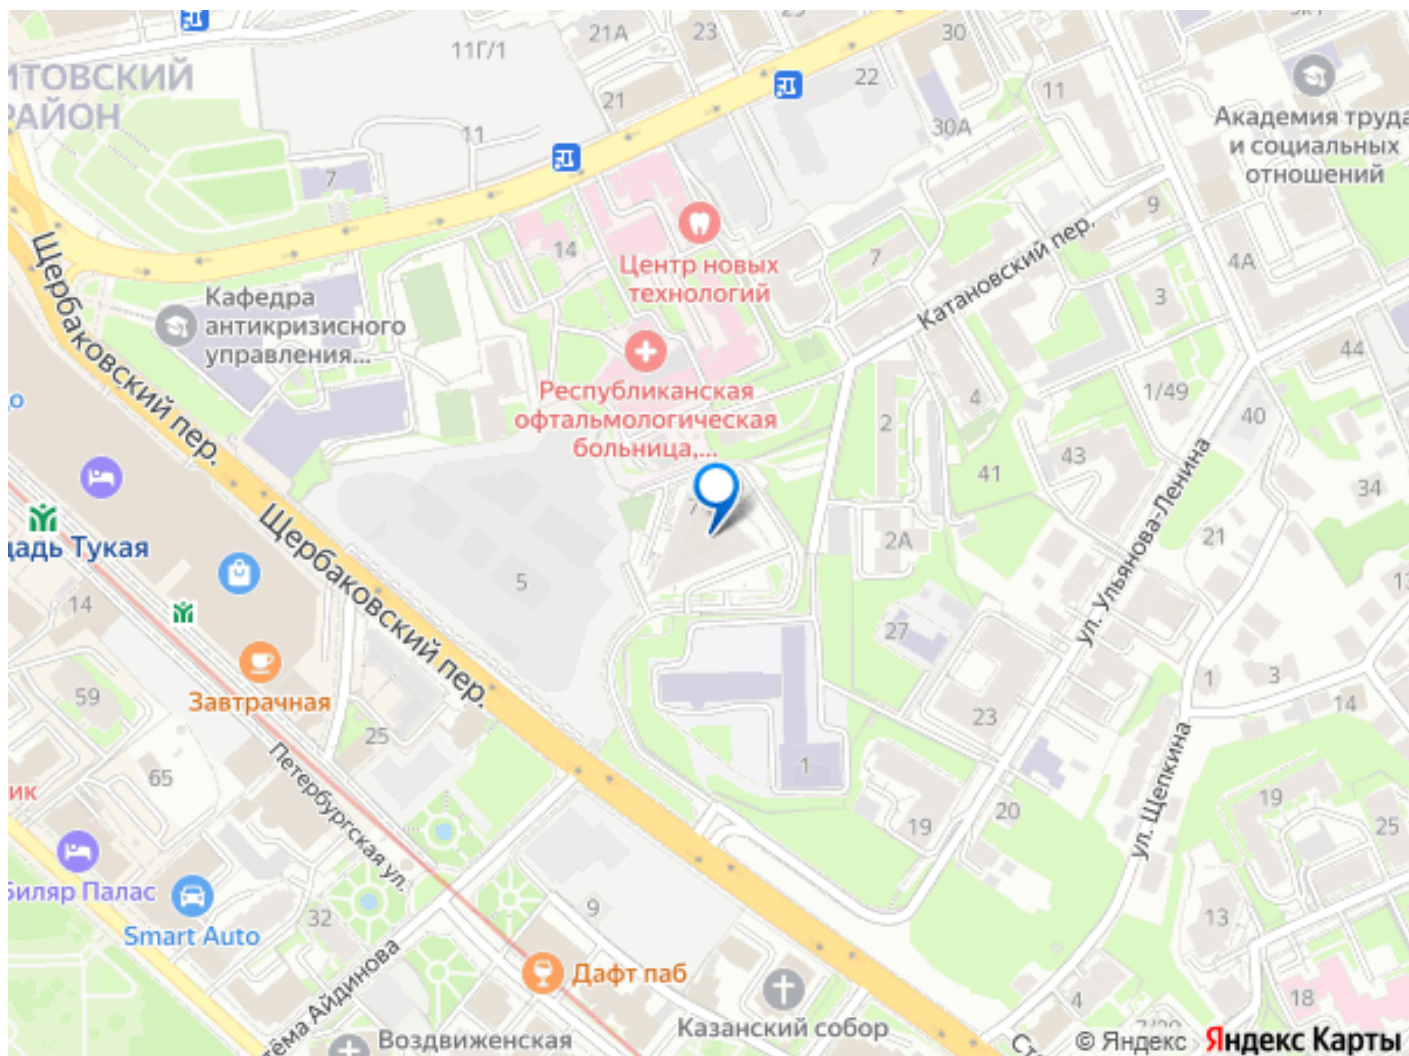 11Г/1
21А
23
30
ИТОВСКИЙ
РАЙОН
22
11
Академия труда
и социальных
отношений
21
11
30А
7
9
14
Центр новых
технологий
7
Катановский пер.
4А
3
Щербаковский пер.
Кафедра
антикризисного
управления...
44
Республиканская
офтальмологическая
больница,...
4
1/49
2
40
43
41
34
7
Щербаковский пер.
ул. Ульянова-Ленина
щадь Тукая
2А
21
5
14
27
59
Завтрачная
1
3
14
23
25
Петербургская ул.
65
ик
1
ул. Щепкина
20
19
19
25
Биляр Палас
32
Smart Auto
9
13
Артёма Айдинова
Дафт паб
18
4
Казанский собор
Воздвиженская
© Яндекс Яндекс Карты